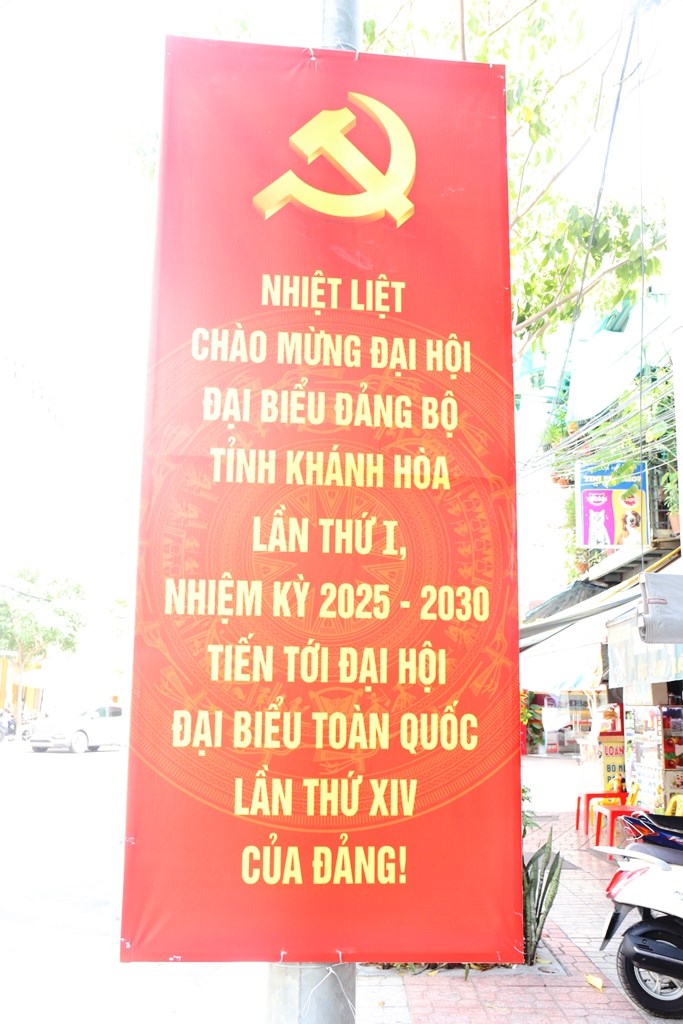 NHIỆT LIỆT
CHÀO MỪNG ĐẠI HỘI
ĐẠI BIỂU ĐẢNG BỘ
TỈNH KHÁNH HÒA
LẦN THỨ I,
NHIỆM KỲ 2025 - 2030
TIẾN TỚI ĐẠI HỘI
ĐẠI BIỂU TOÀN QUỐC
LẦN THỨ XIV
CỦA ĐẢNG!